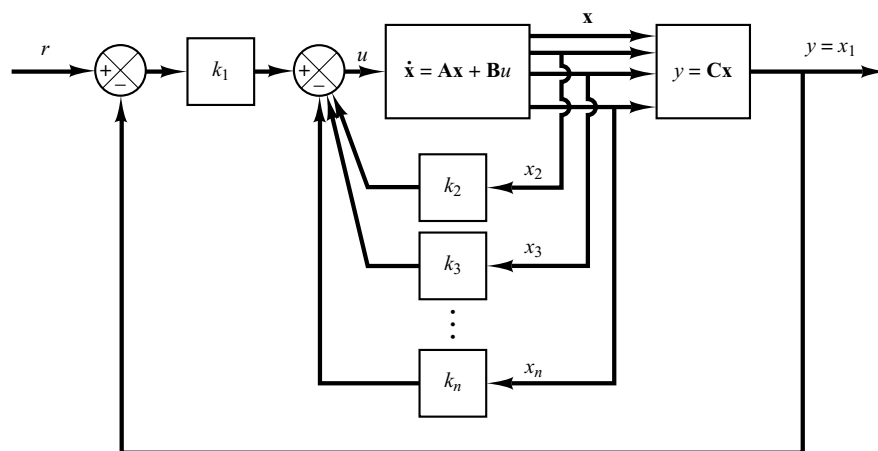 x
r
+
−
k₁
+
−
u
ẋ = Ax + Bu
y = Cx
y = x₁
k₂
x₂
k₃
x₃
⋮
kₙ
xₙ